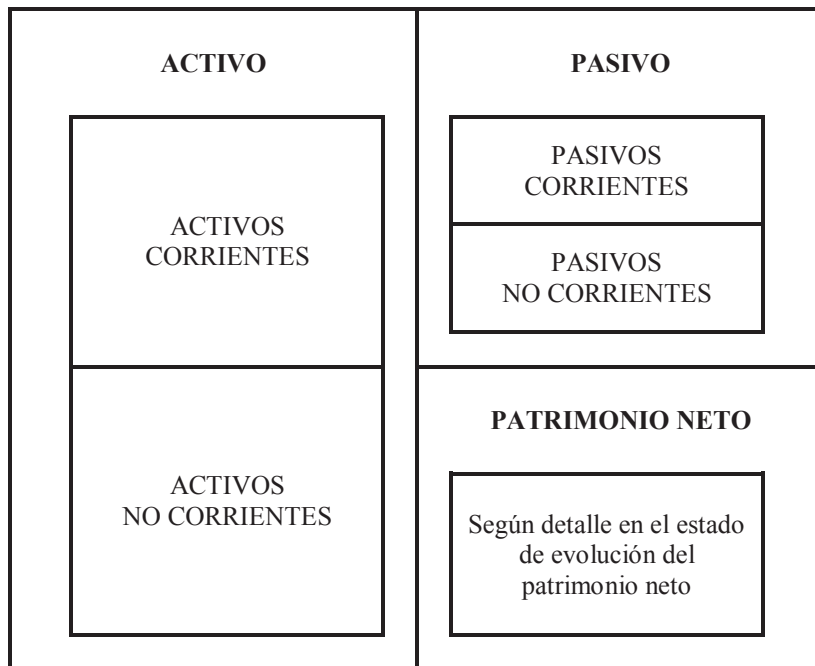 ACTIVO
ACTIVOS
CORRIENTES
ACTIVOS
NO CORRIENTES
PASIVO
PASIVOS
CORRIENTES
PASIVOS
NO CORRIENTES
PATRIMONIO NETO
Según detalle en el estado
de evolución del
patrimonio neto